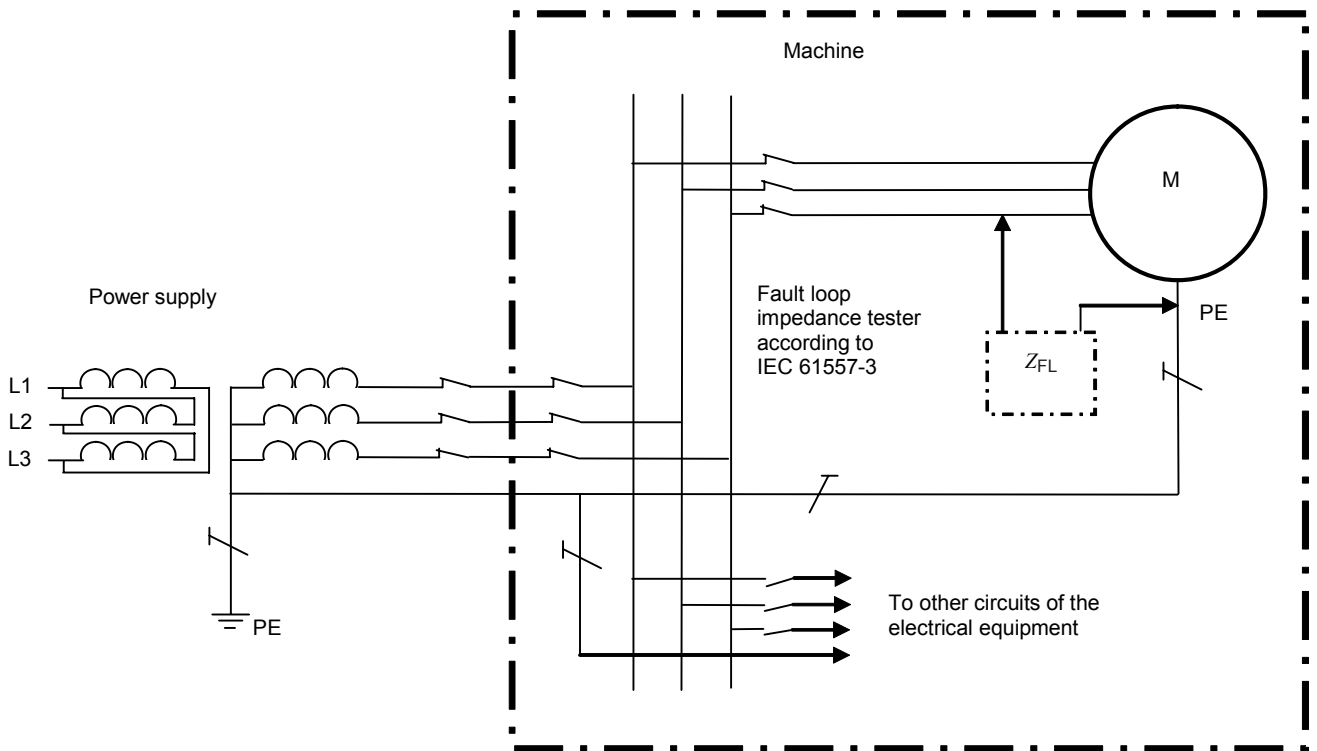 Machine
M
Power supply
Fault loop
impedance tester
according to
IEC 61557-3
PE
ZFL
L1
L2
L3
To other circuits of the
electrical equipment
PE